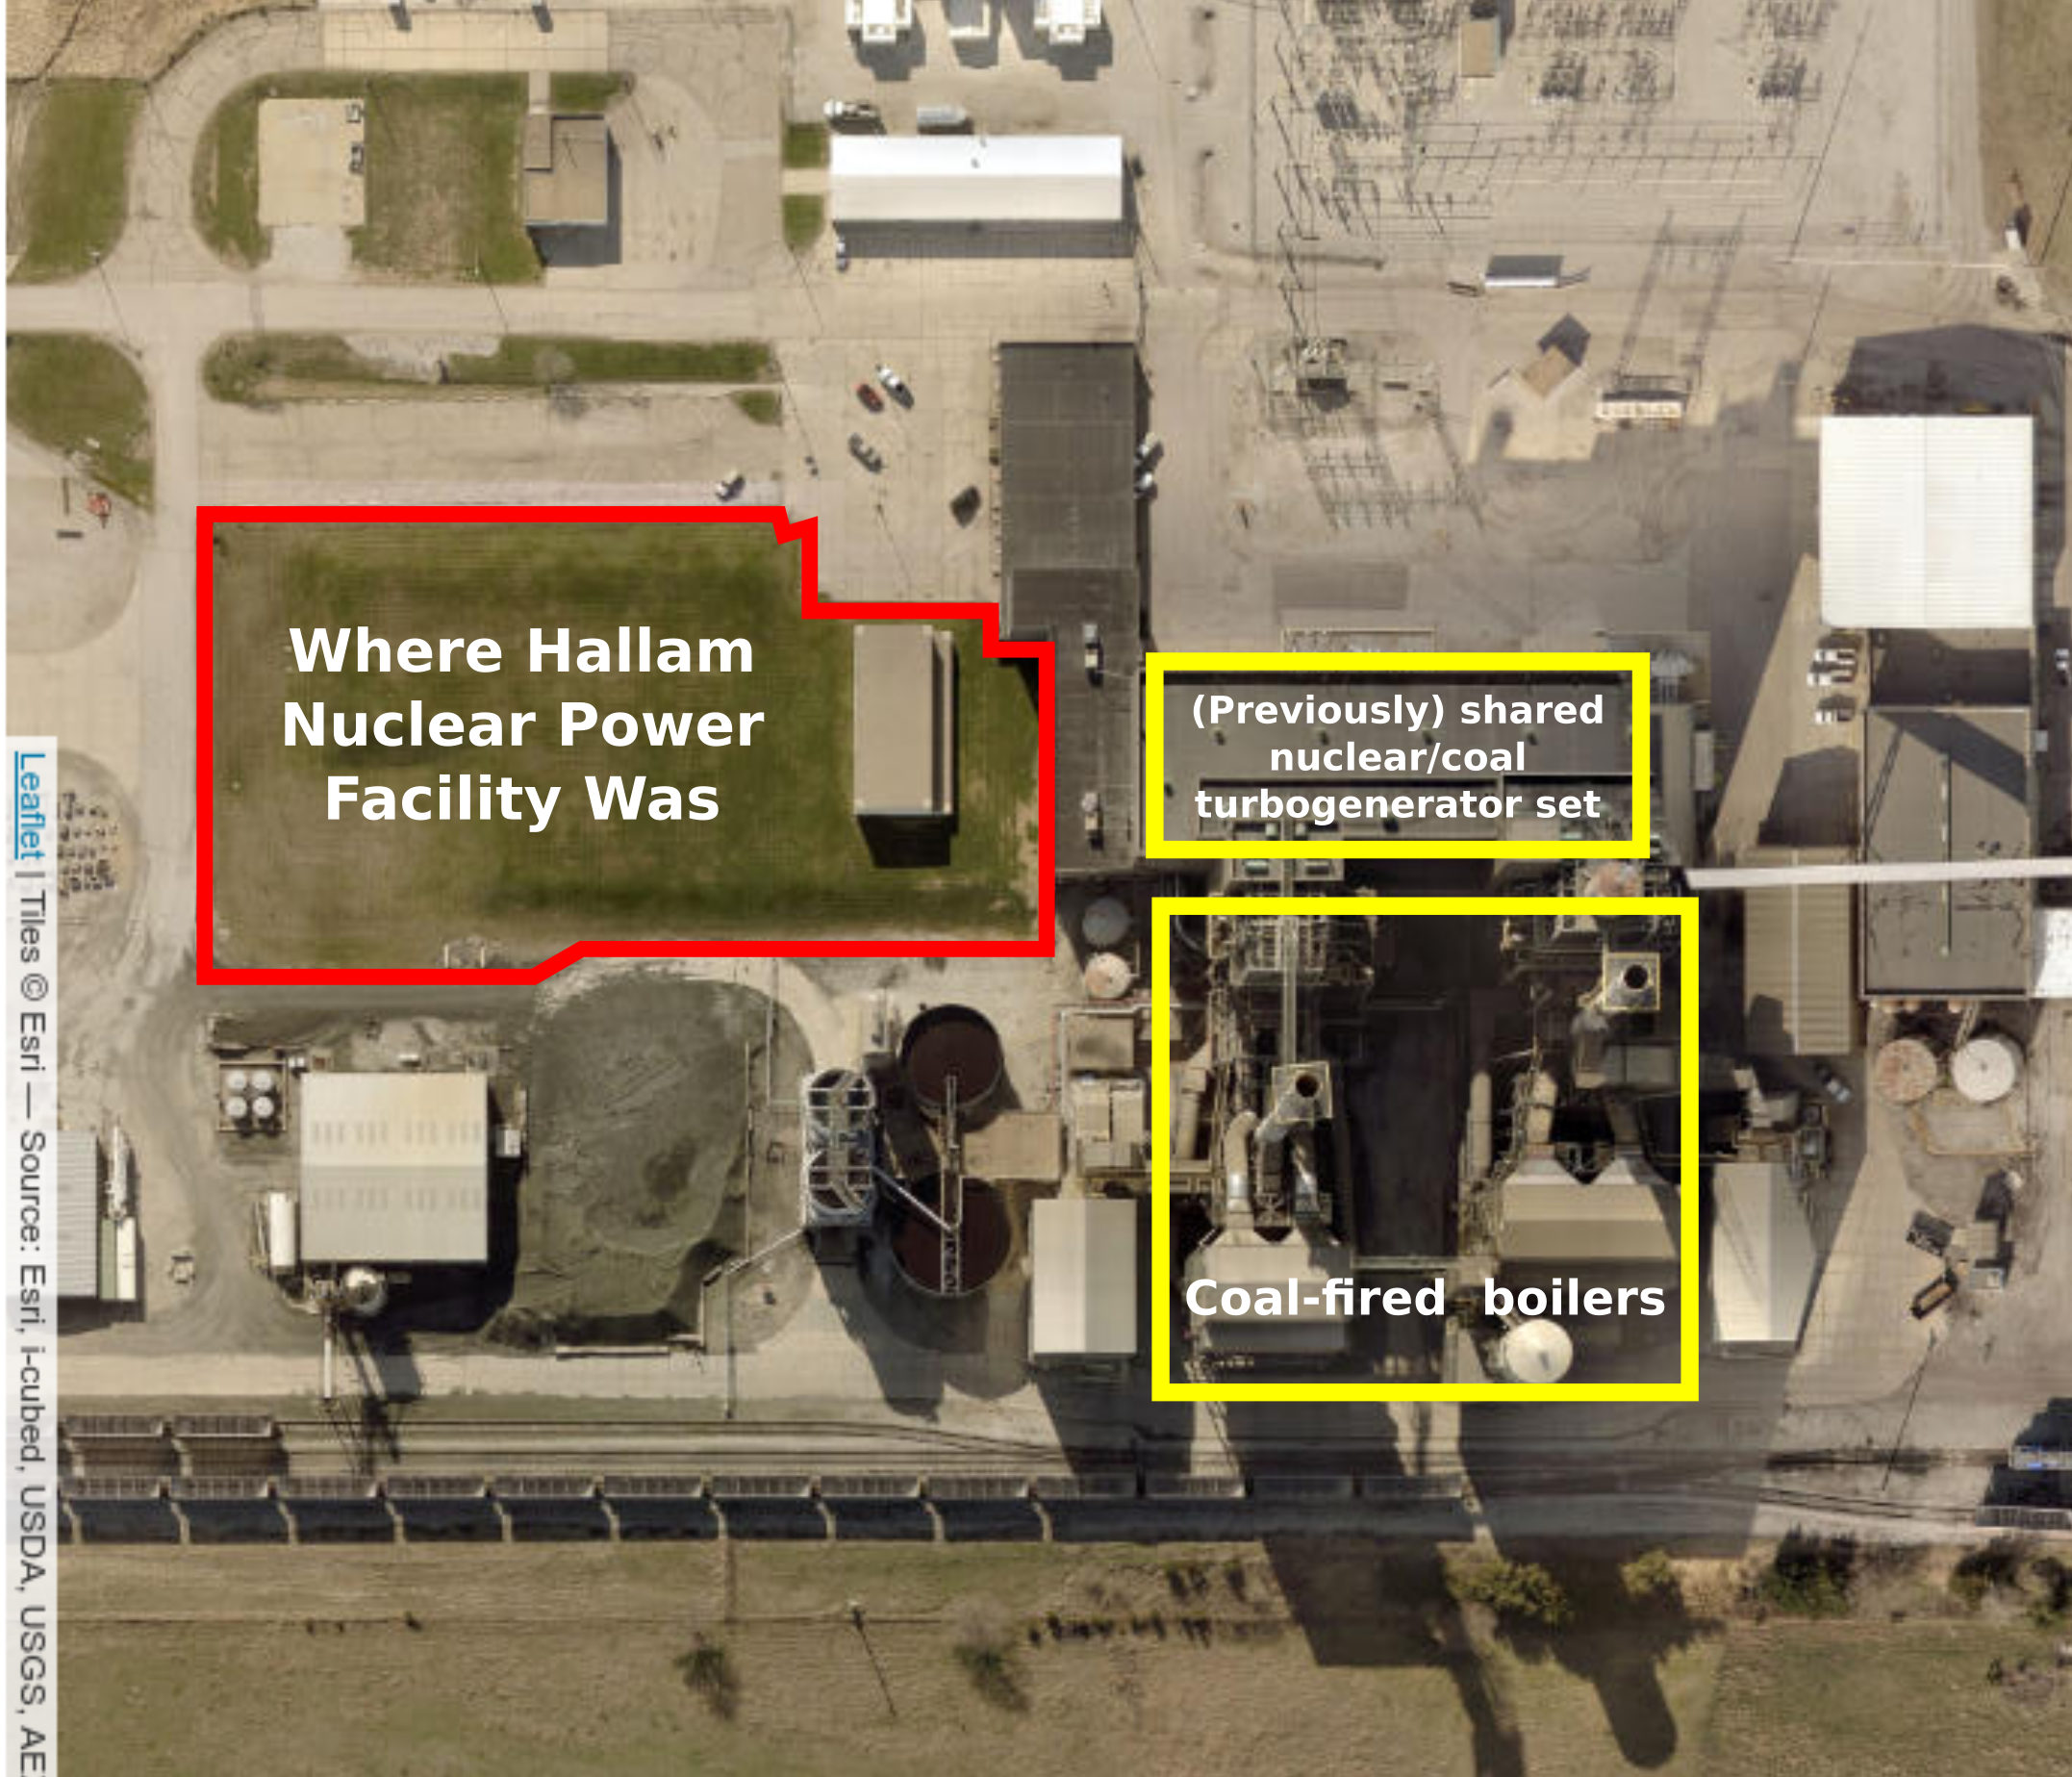 Where Hallam
Nuclear Power
Facility Was
(Previously) shared
nuclear/coal
turbogenerator set
Coal-fired boilers
Leaflet | Tiles © Esri — Source: Esri, i-cubed, USDA, USGS, AE